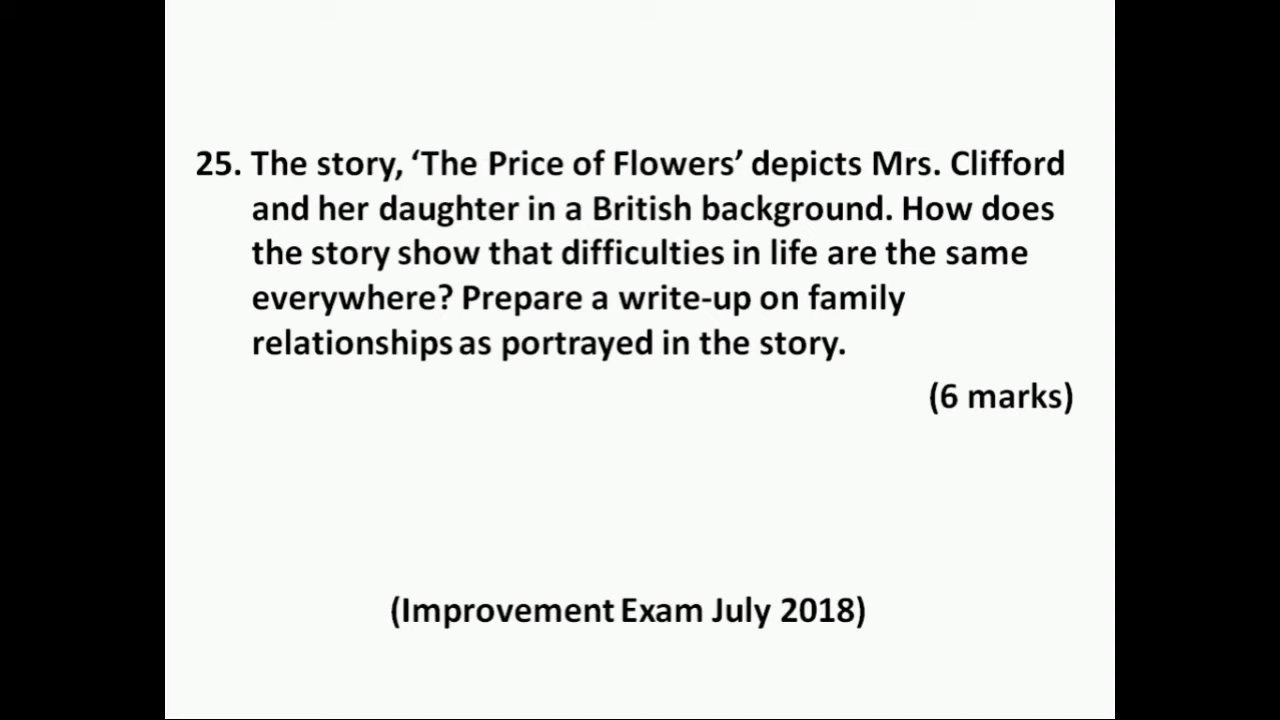 25. The story, ‘The Price of Flowers’ depicts Mrs. Clifford
and her daughter in a British background. How does
the story show that difficulties in life are the same
everywhere? Prepare a write-up on family
relationships as portrayed in the story.
(6 marks)
(Improvement Exam July 2018)